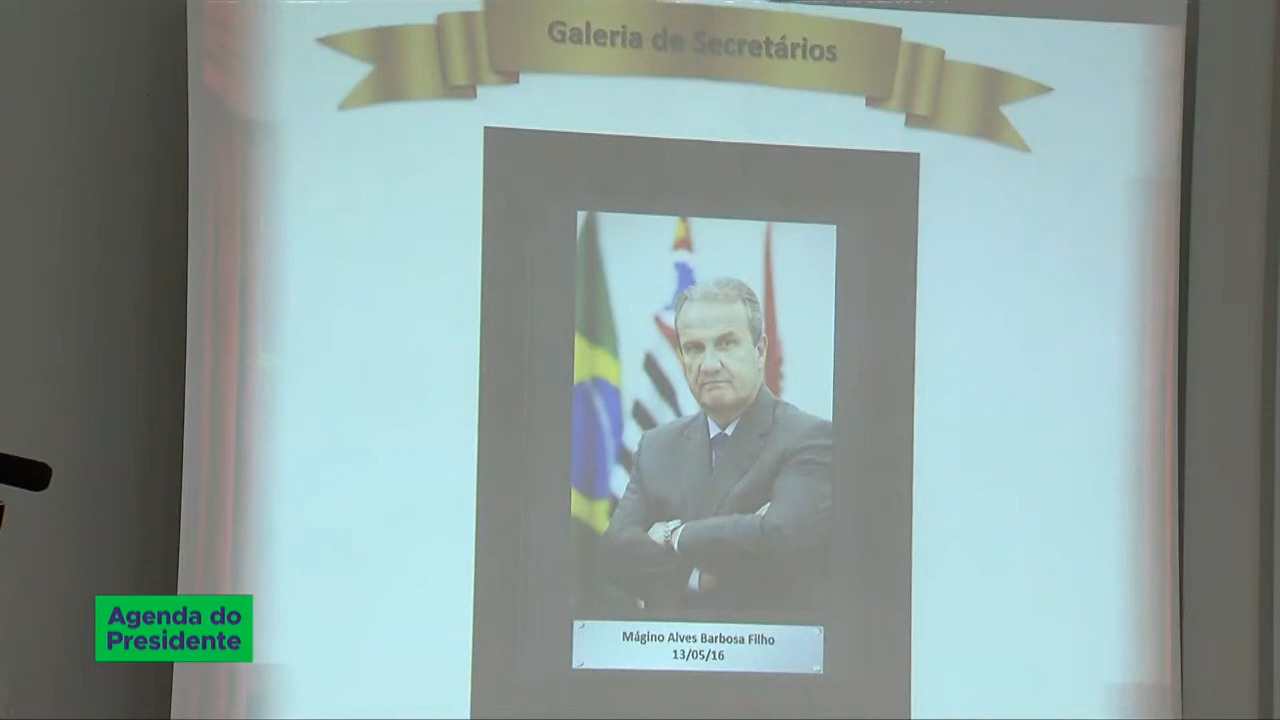 Galeria de Secretários
Mágino Alves Barbosa Filho
13/05/16
Agenda do
Presidente